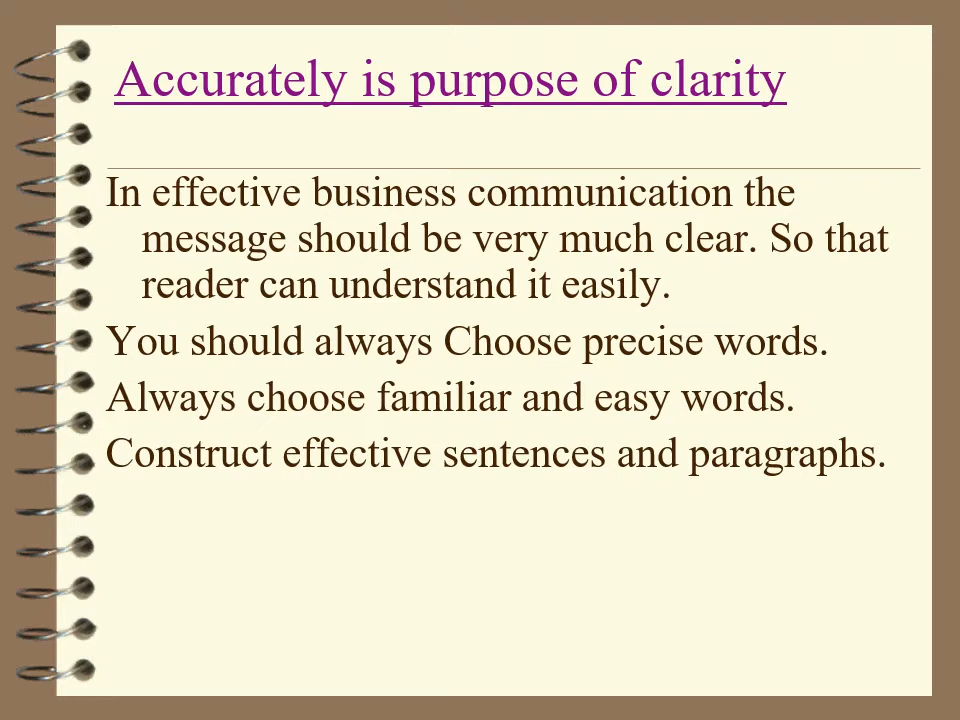 Accurately is purpose of clarity
In effective business communication the
message should be very much clear. So that
reader can understand it easily.
You should always Choose precise words.
Always choose familiar and easy words.
Construct effective sentences and paragraphs.